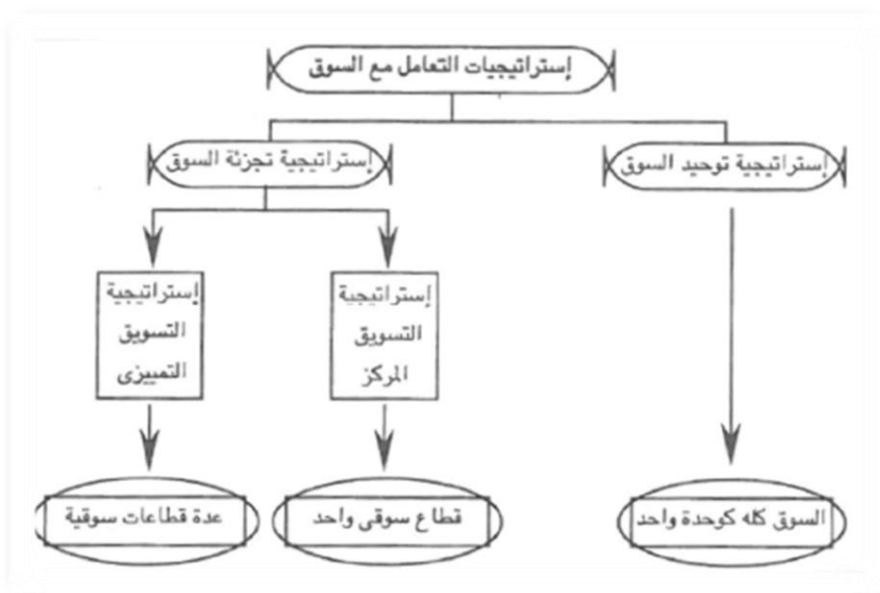 إستراتيجيات التعامل مع السوق
إستراتيجية توحيد السوق
إستراتيجية تجزئة السوق
إستراتيجية
التسويق
المركز
إستراتيجية
التسويق
التمييزى
السوق كله كوحدة واحد
قطاع سوقى واحد
عدة قطاعات سوقية